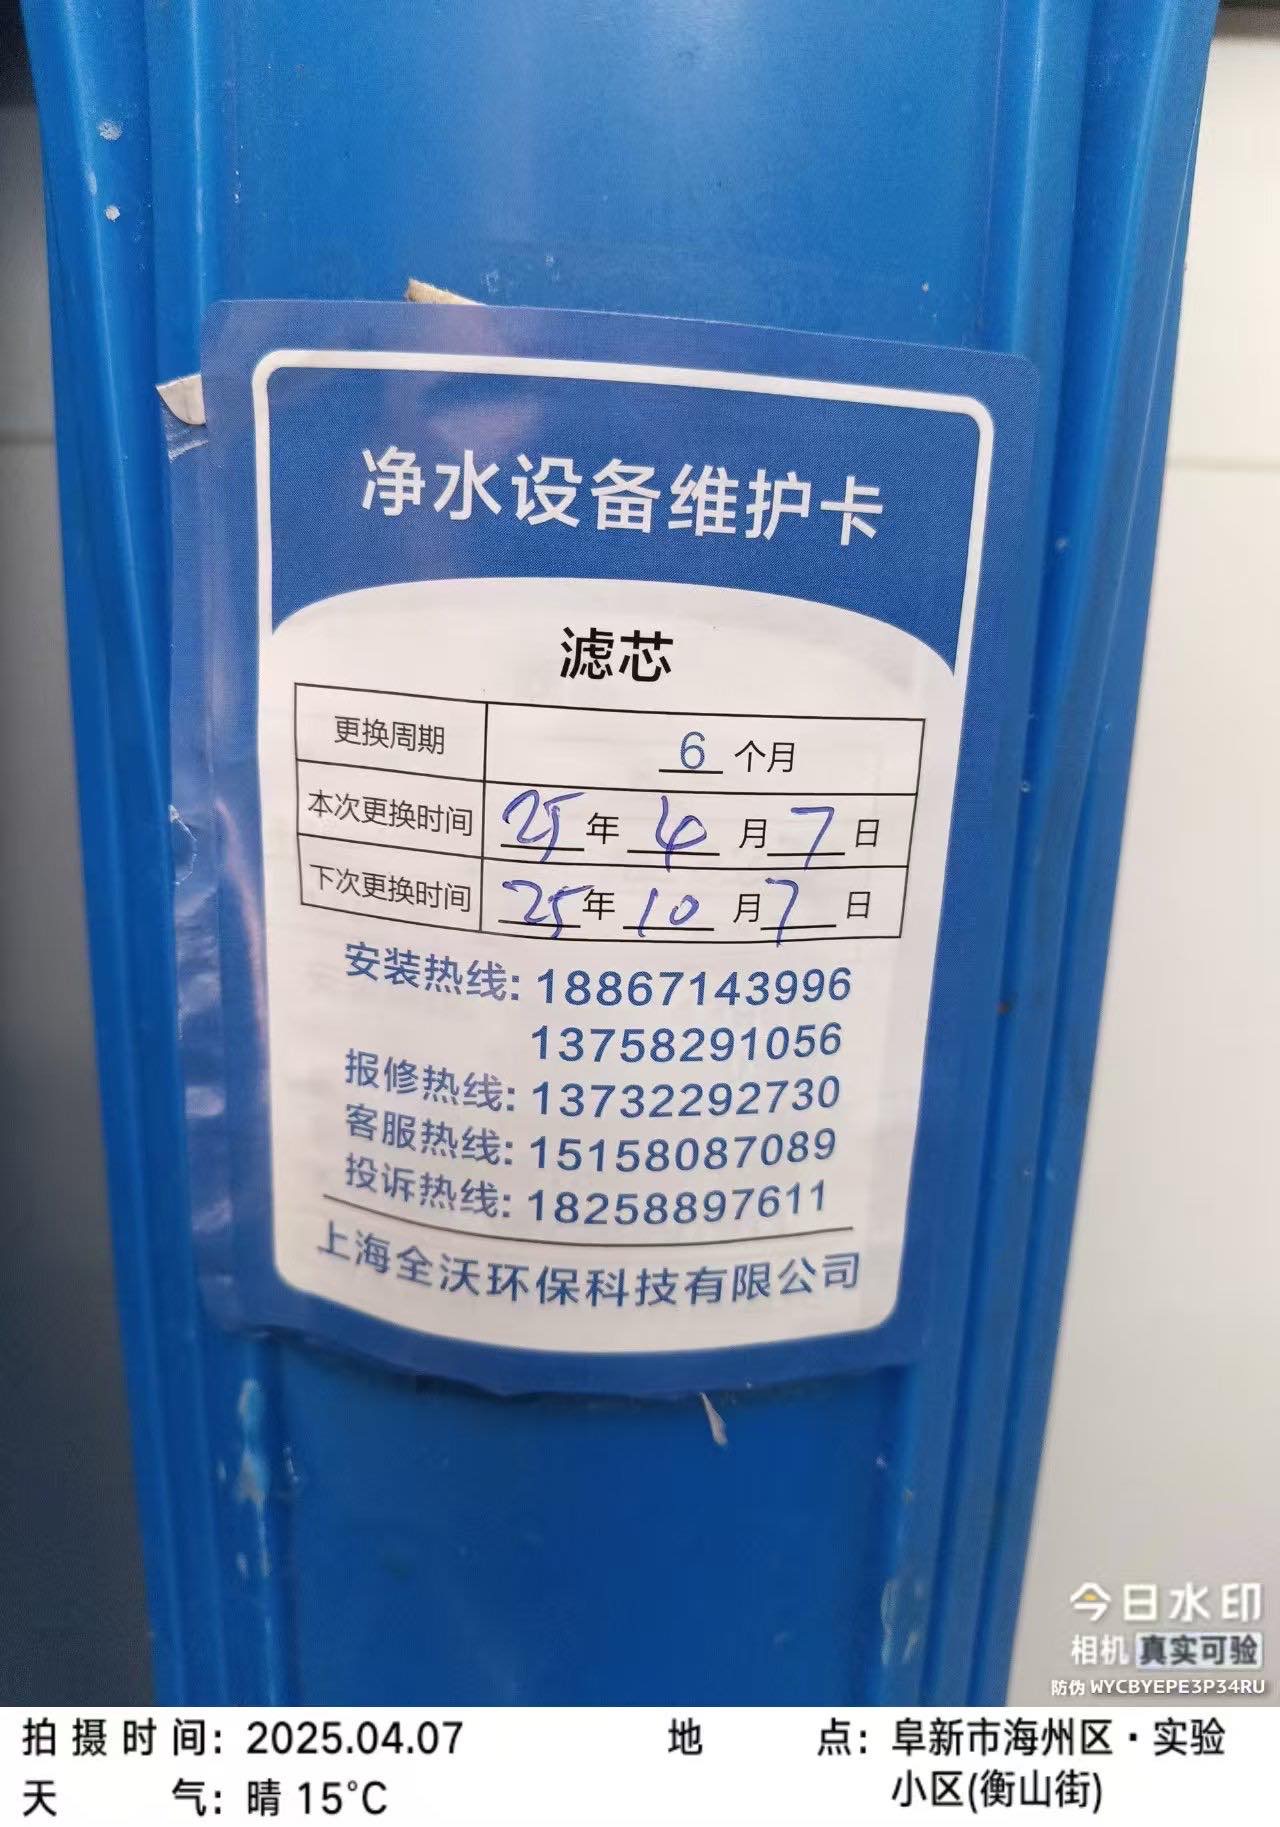 净水设备维护卡
滤芯
更换周期 6 个月
本次更换时间 25年 4 月 7 日
下次更换时间 25年 10 月 7 日
安装热线: 18867143996
13758291056
报修热线: 13732292730
客服热线: 15158087089
投诉热线: 18258897611
上海全沃环保科技有限公司
今日水印
相机 真实可验
防伪 WYCBYEPE3P34RU
拍摄时间: 2025.04.07
天气: 晴 15°C
地点: 阜新市海州区·实验
小区(衡山街)